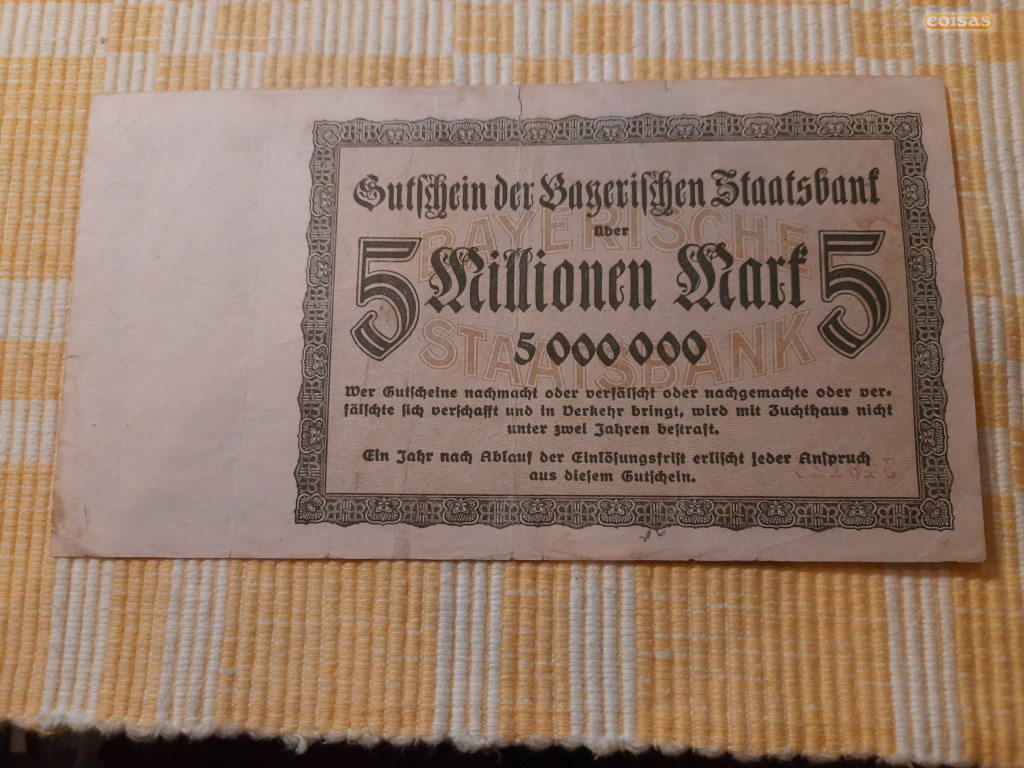 coisas
Gutschein der Bayerischen Staatsbank
über
BAYERISCHE
5 Millionen Mark 5
STAATSBANK
5 000 000
Wer Gutscheine nachmacht oder verfälscht oder nachgemachte oder ver-
fälschte sich verschafft und in Verkehr bringt, wird mit Zuchthaus nicht
unter zwei Jahren bestraft.
Ein Jahr nach Ablauf der Einlösungsfrist erlischt jeder Anspruch
aus diesem Gutschein.